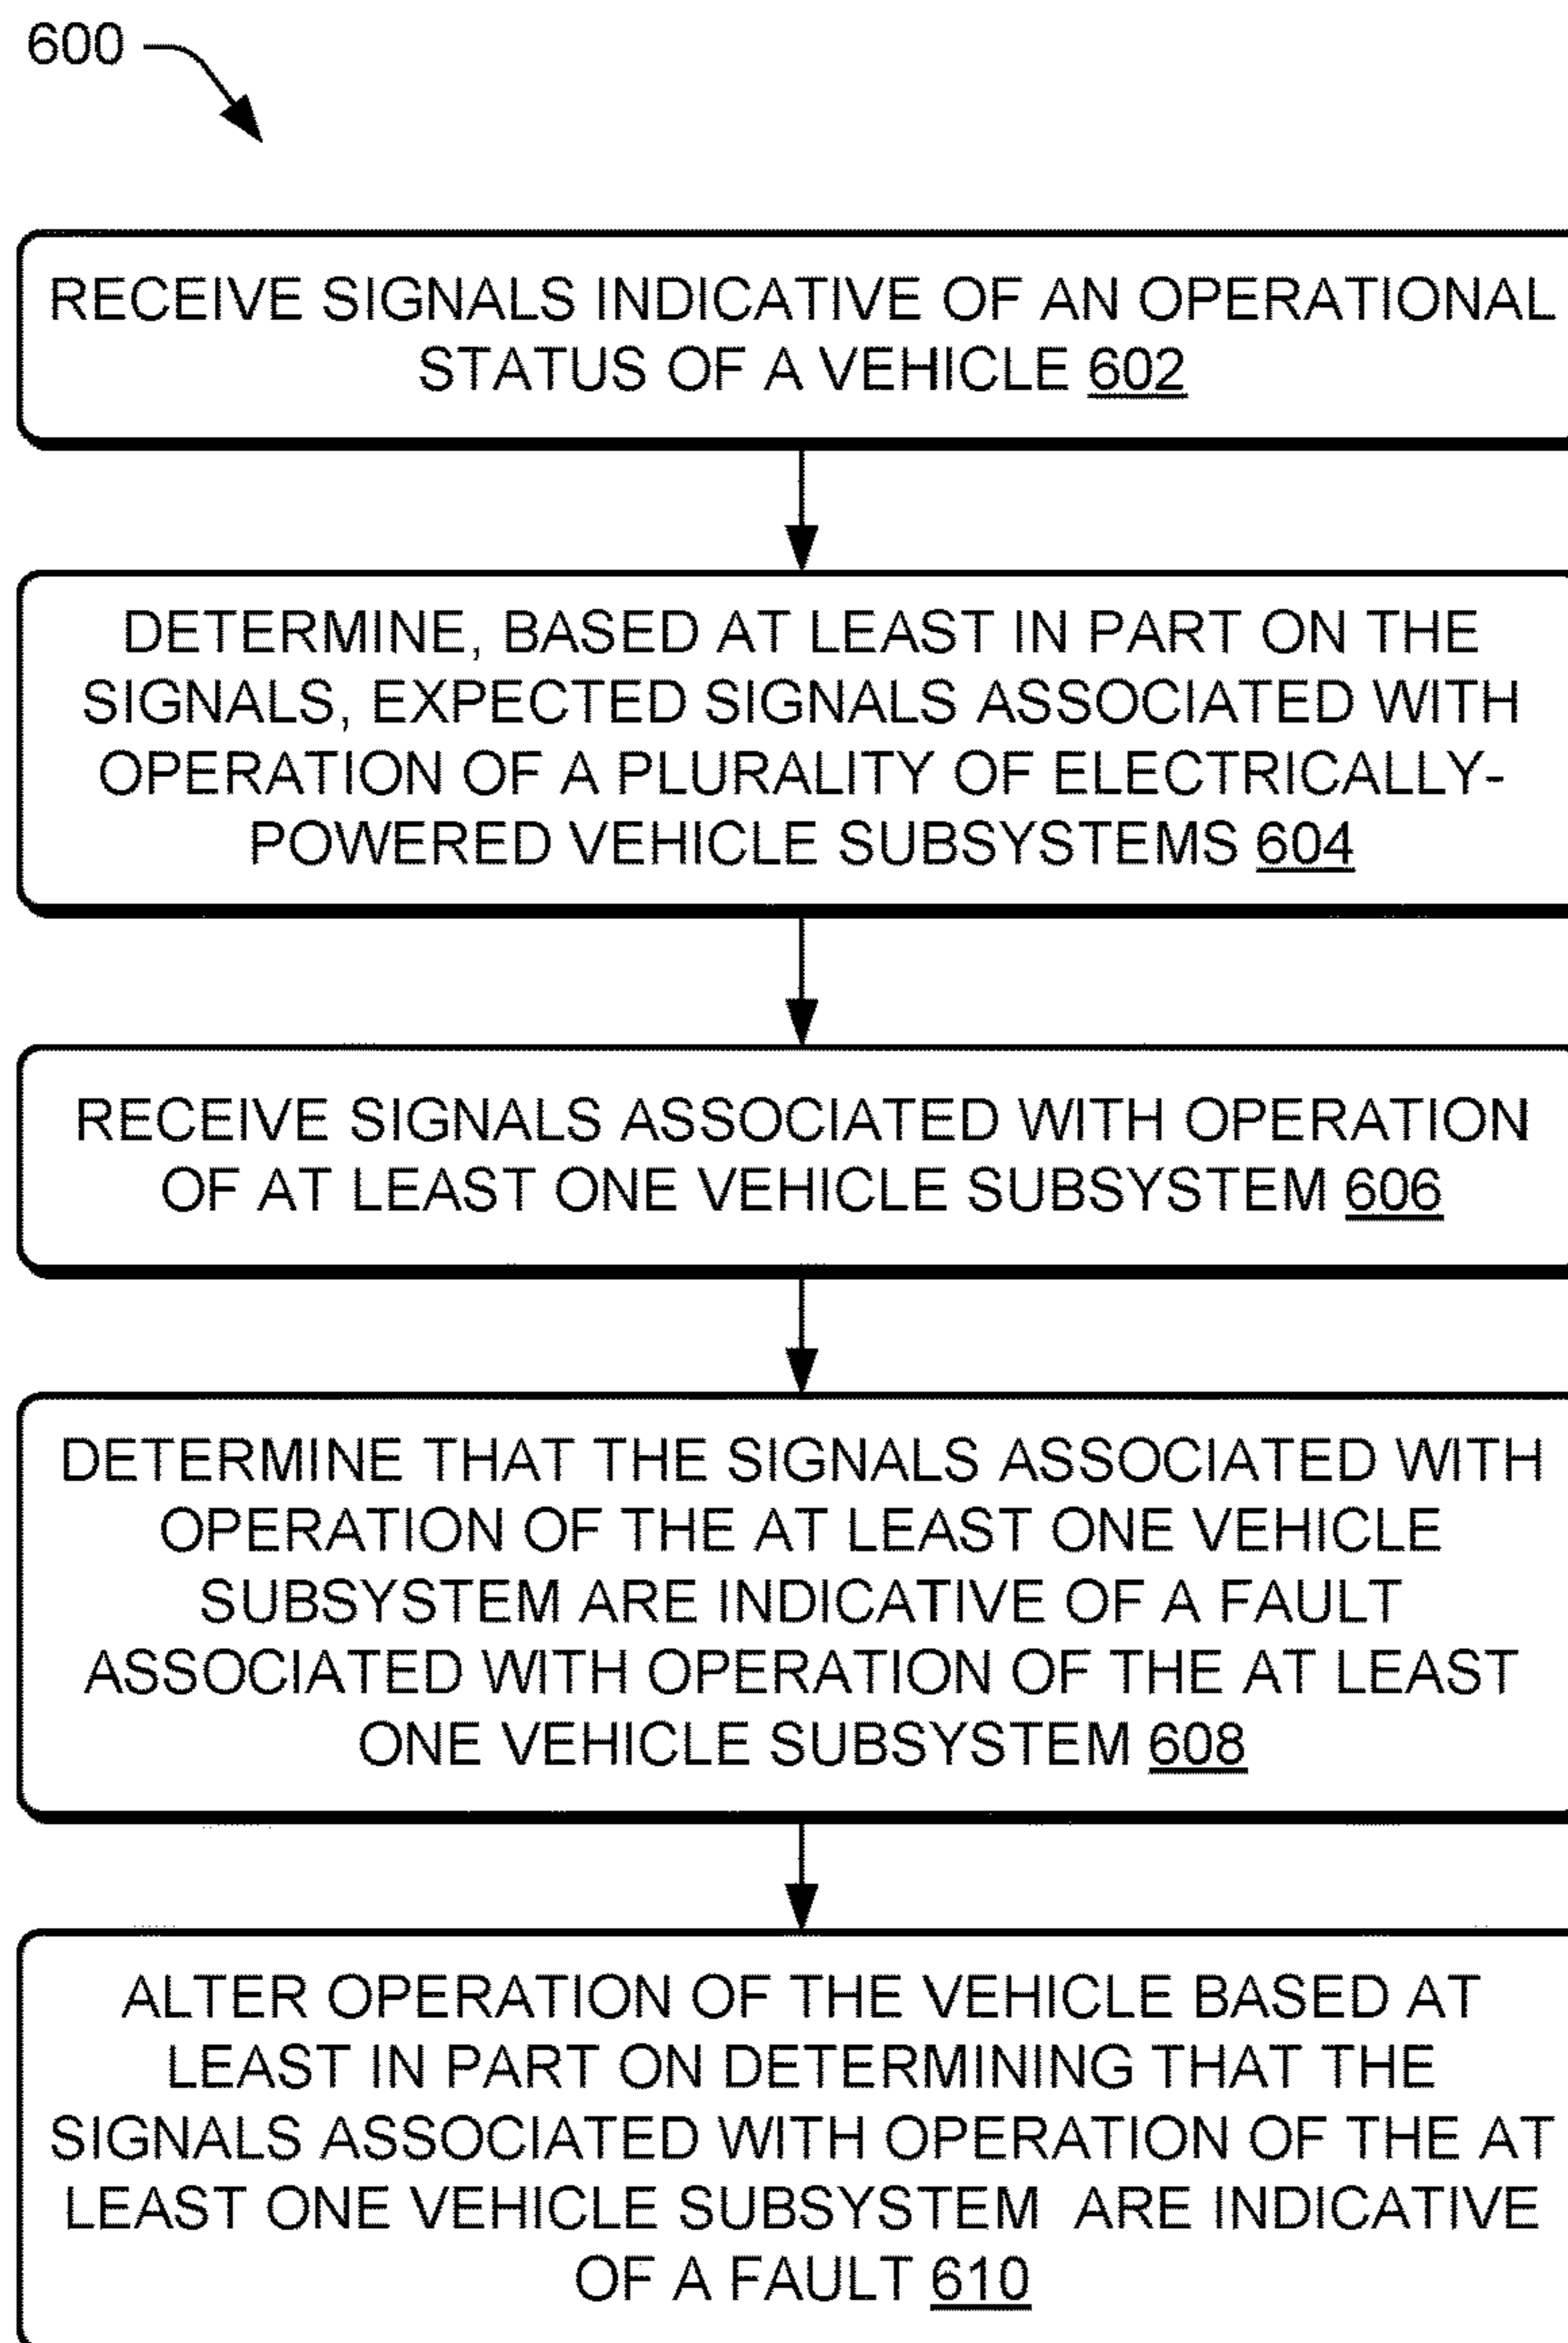 600
RECEIVE SIGNALS INDICATIVE OF AN OPERATIONAL
STATUS OF A VEHICLE 602
DETERMINE, BASED AT LEAST IN PART ON THE
SIGNALS, EXPECTED SIGNALS ASSOCIATED WITH
OPERATION OF A PLURALITY OF ELECTRICALLY-
POWERED VEHICLE SUBSYSTEMS 604
RECEIVE SIGNALS ASSOCIATED WITH OPERATION
OF AT LEAST ONE VEHICLE SUBSYSTEM 606
DETERMINE THAT THE SIGNALS ASSOCIATED WITH
OPERATION OF THE AT LEAST ONE VEHICLE
SUBSYSTEM ARE INDICATIVE OF A FAULT
ASSOCIATED WITH OPERATION OF THE AT LEAST
ONE VEHICLE SUBSYSTEM 608
ALTER OPERATION OF THE VEHICLE BASED AT
LEAST IN PART ON DETERMINING THAT THE
SIGNALS ASSOCIATED WITH OPERATION OF THE AT
LEAST ONE VEHICLE SUBSYSTEM ARE INDICATIVE
OF A FAULT 610